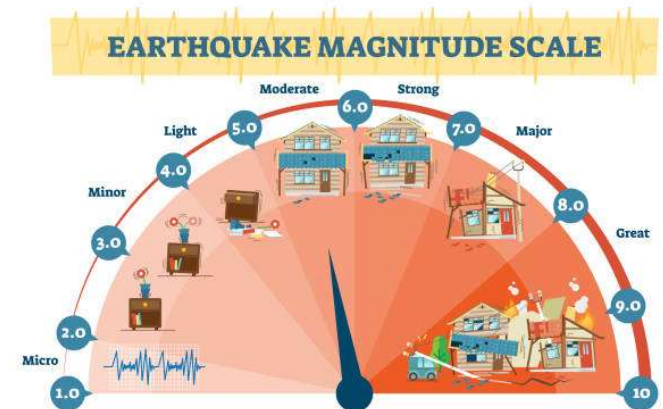 EARTHQUAKE MAGNITUDE SCALE
Micro
1.0
2.0
Minor
3.0
4.0
Light
5.0
Moderate
6.0
Strong
7.0
Major
8.0
Great
9.0
10